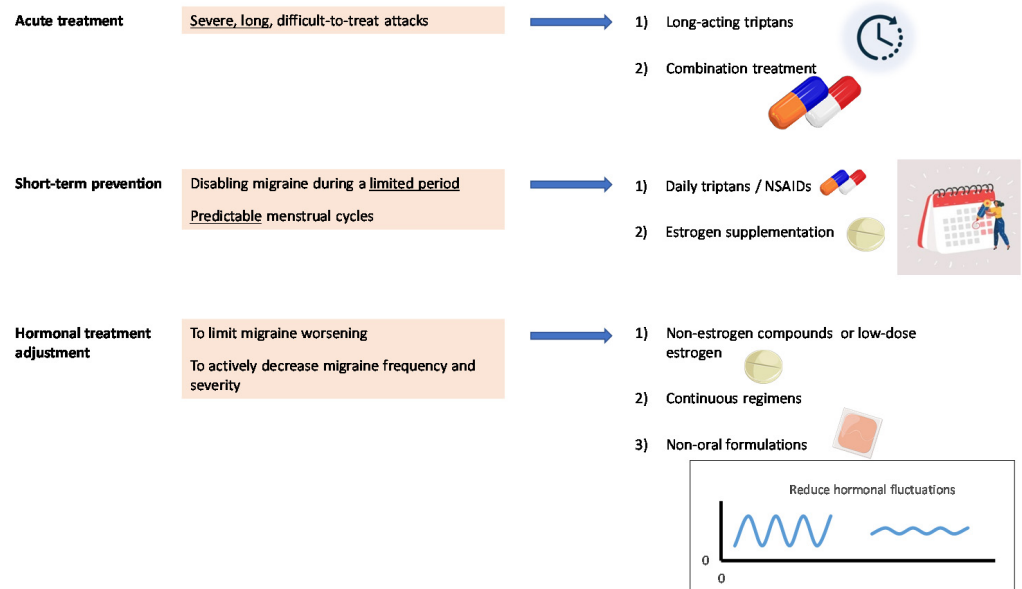 Acute treatment
Severe, long, difficult-to-treat attacks
1) Long-acting triptans
2) Combination treatment
Short-term prevention
Disabling migraine during a limited period
Predictable menstrual cycles
1) Daily triptans / NSAIDs
2) Estrogen supplementation
Hormonal treatment
adjustment
To limit migraine worsening
To actively decrease migraine frequency and
severity
1) Non-estrogen compounds or low-dose
estrogen
2) Continuous regimens
3) Non-oral formulations
Reduce hormonal fluctuations
0
0